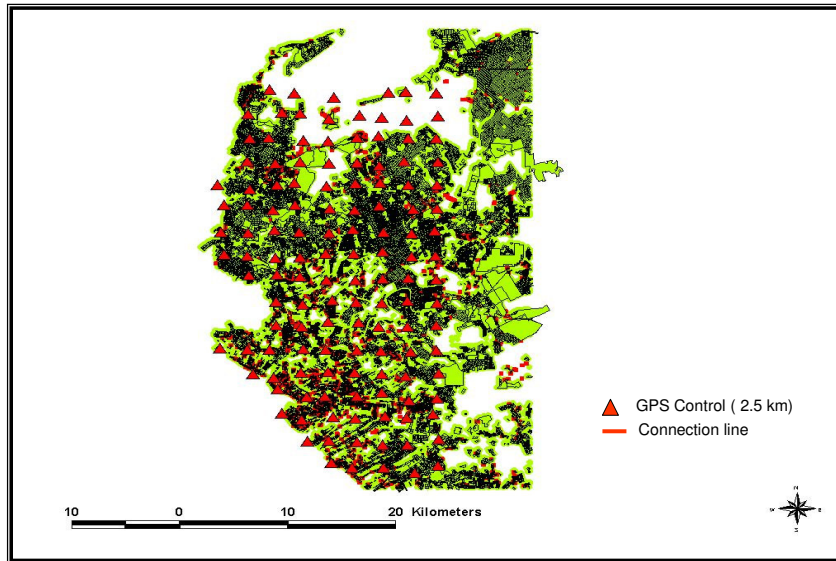 GPS Control ( 2.5 km)
Connection line
10 0 10 20 Kilometers
N
W E
S